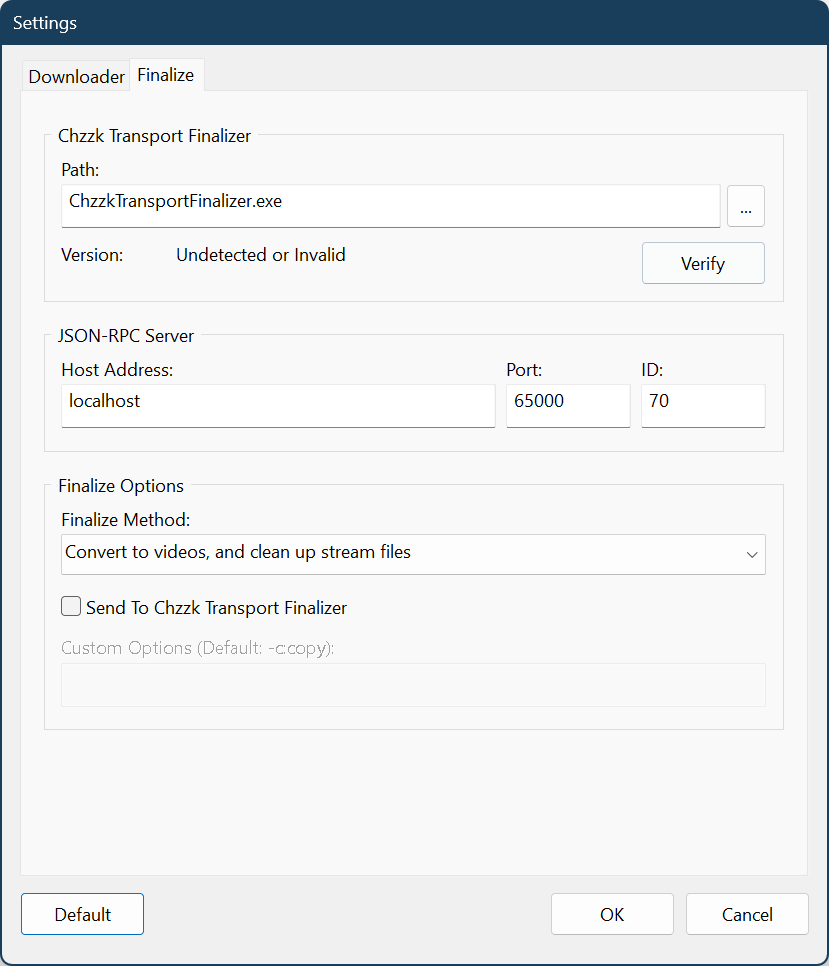 Settings
Downloader
Finalize
Chzzk Transport Finalizer
Path:
ChzzkTransportFinalizer.exe
...
Version:
Undetected or Invalid
Verify
JSON-RPC Server
Host Address:
Port:
ID:
localhost
65000
70
Finalize Options
Finalize Method:
Convert to videos, and clean up stream files
Send To Chzzk Transport Finalizer
Custom Options (Default: -c:copy):
Default
OK
Cancel